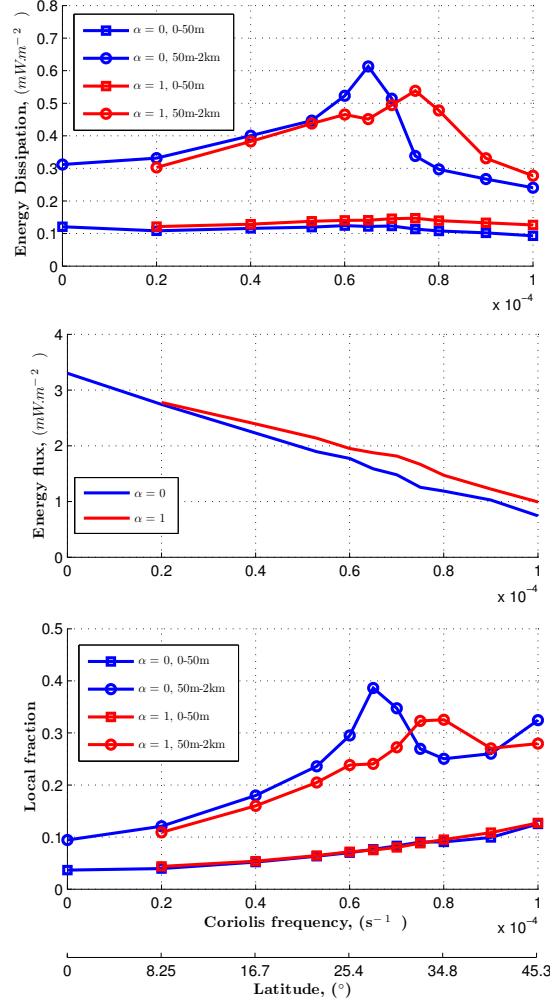 0.8
0.7
0.6
0.5
0.4
0.3
0.2
0.1
0
Energy Dissipation, (mW.m⁻²)
α = 0, 0-50m
α = 0, 50m-2km
α = 1, 0-50m
α = 1, 50m-2km
0 0.2 0.4 0.6 0.8 1
x 10⁻⁴
4
3
2
1
0
Energy flux, (mW.m⁻²)
α = 0
α = 1
0 0.2 0.4 0.6 0.8 1
x 10⁻⁴
0.5
0.4
0.3
0.2
0.1
0
Local fraction
α = 0, 0-50m
α = 0, 50m-2km
α = 1, 0-50m
α = 1, 50m-2km
0 0.2 0.4 0.6 0.8 1
Coriolis frequency, (s⁻¹)
x 10⁻⁴
0 8.25 16.7 25.4 34.8 45.3
Latitude, (°)